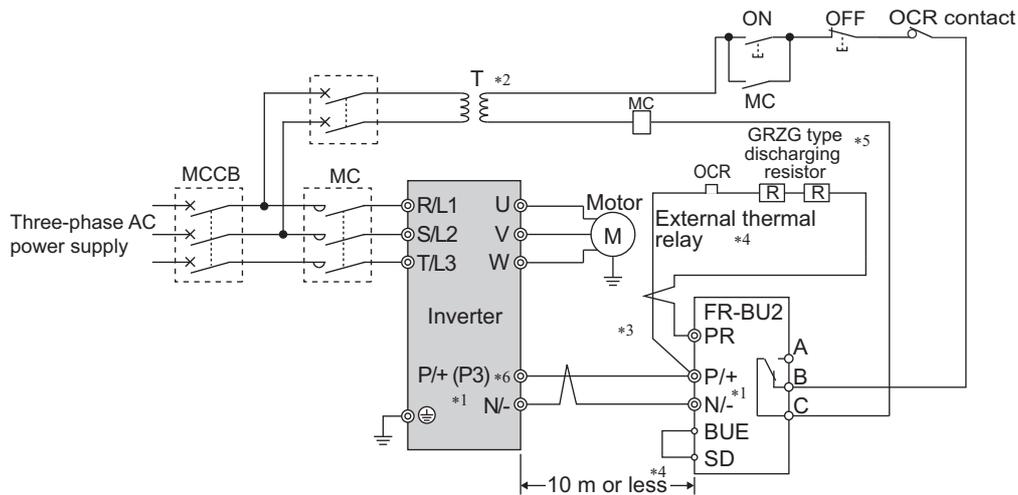 ON
OFF
OCR contact
T *2
MC
MC
GRZG type *5
discharging
resistor
MCCB
MC
OCR
R
R
Three-phase AC
power supply
R/L1
S/L2
T/L3
U
V
W
Motor
M
External thermal
relay *4
Inverter
FR-BU2
*3
PR
A
P/+ (P3) *6
*1
N/-
P/+
B
N/- *1
C
BUE
SD
*4
10 m or less